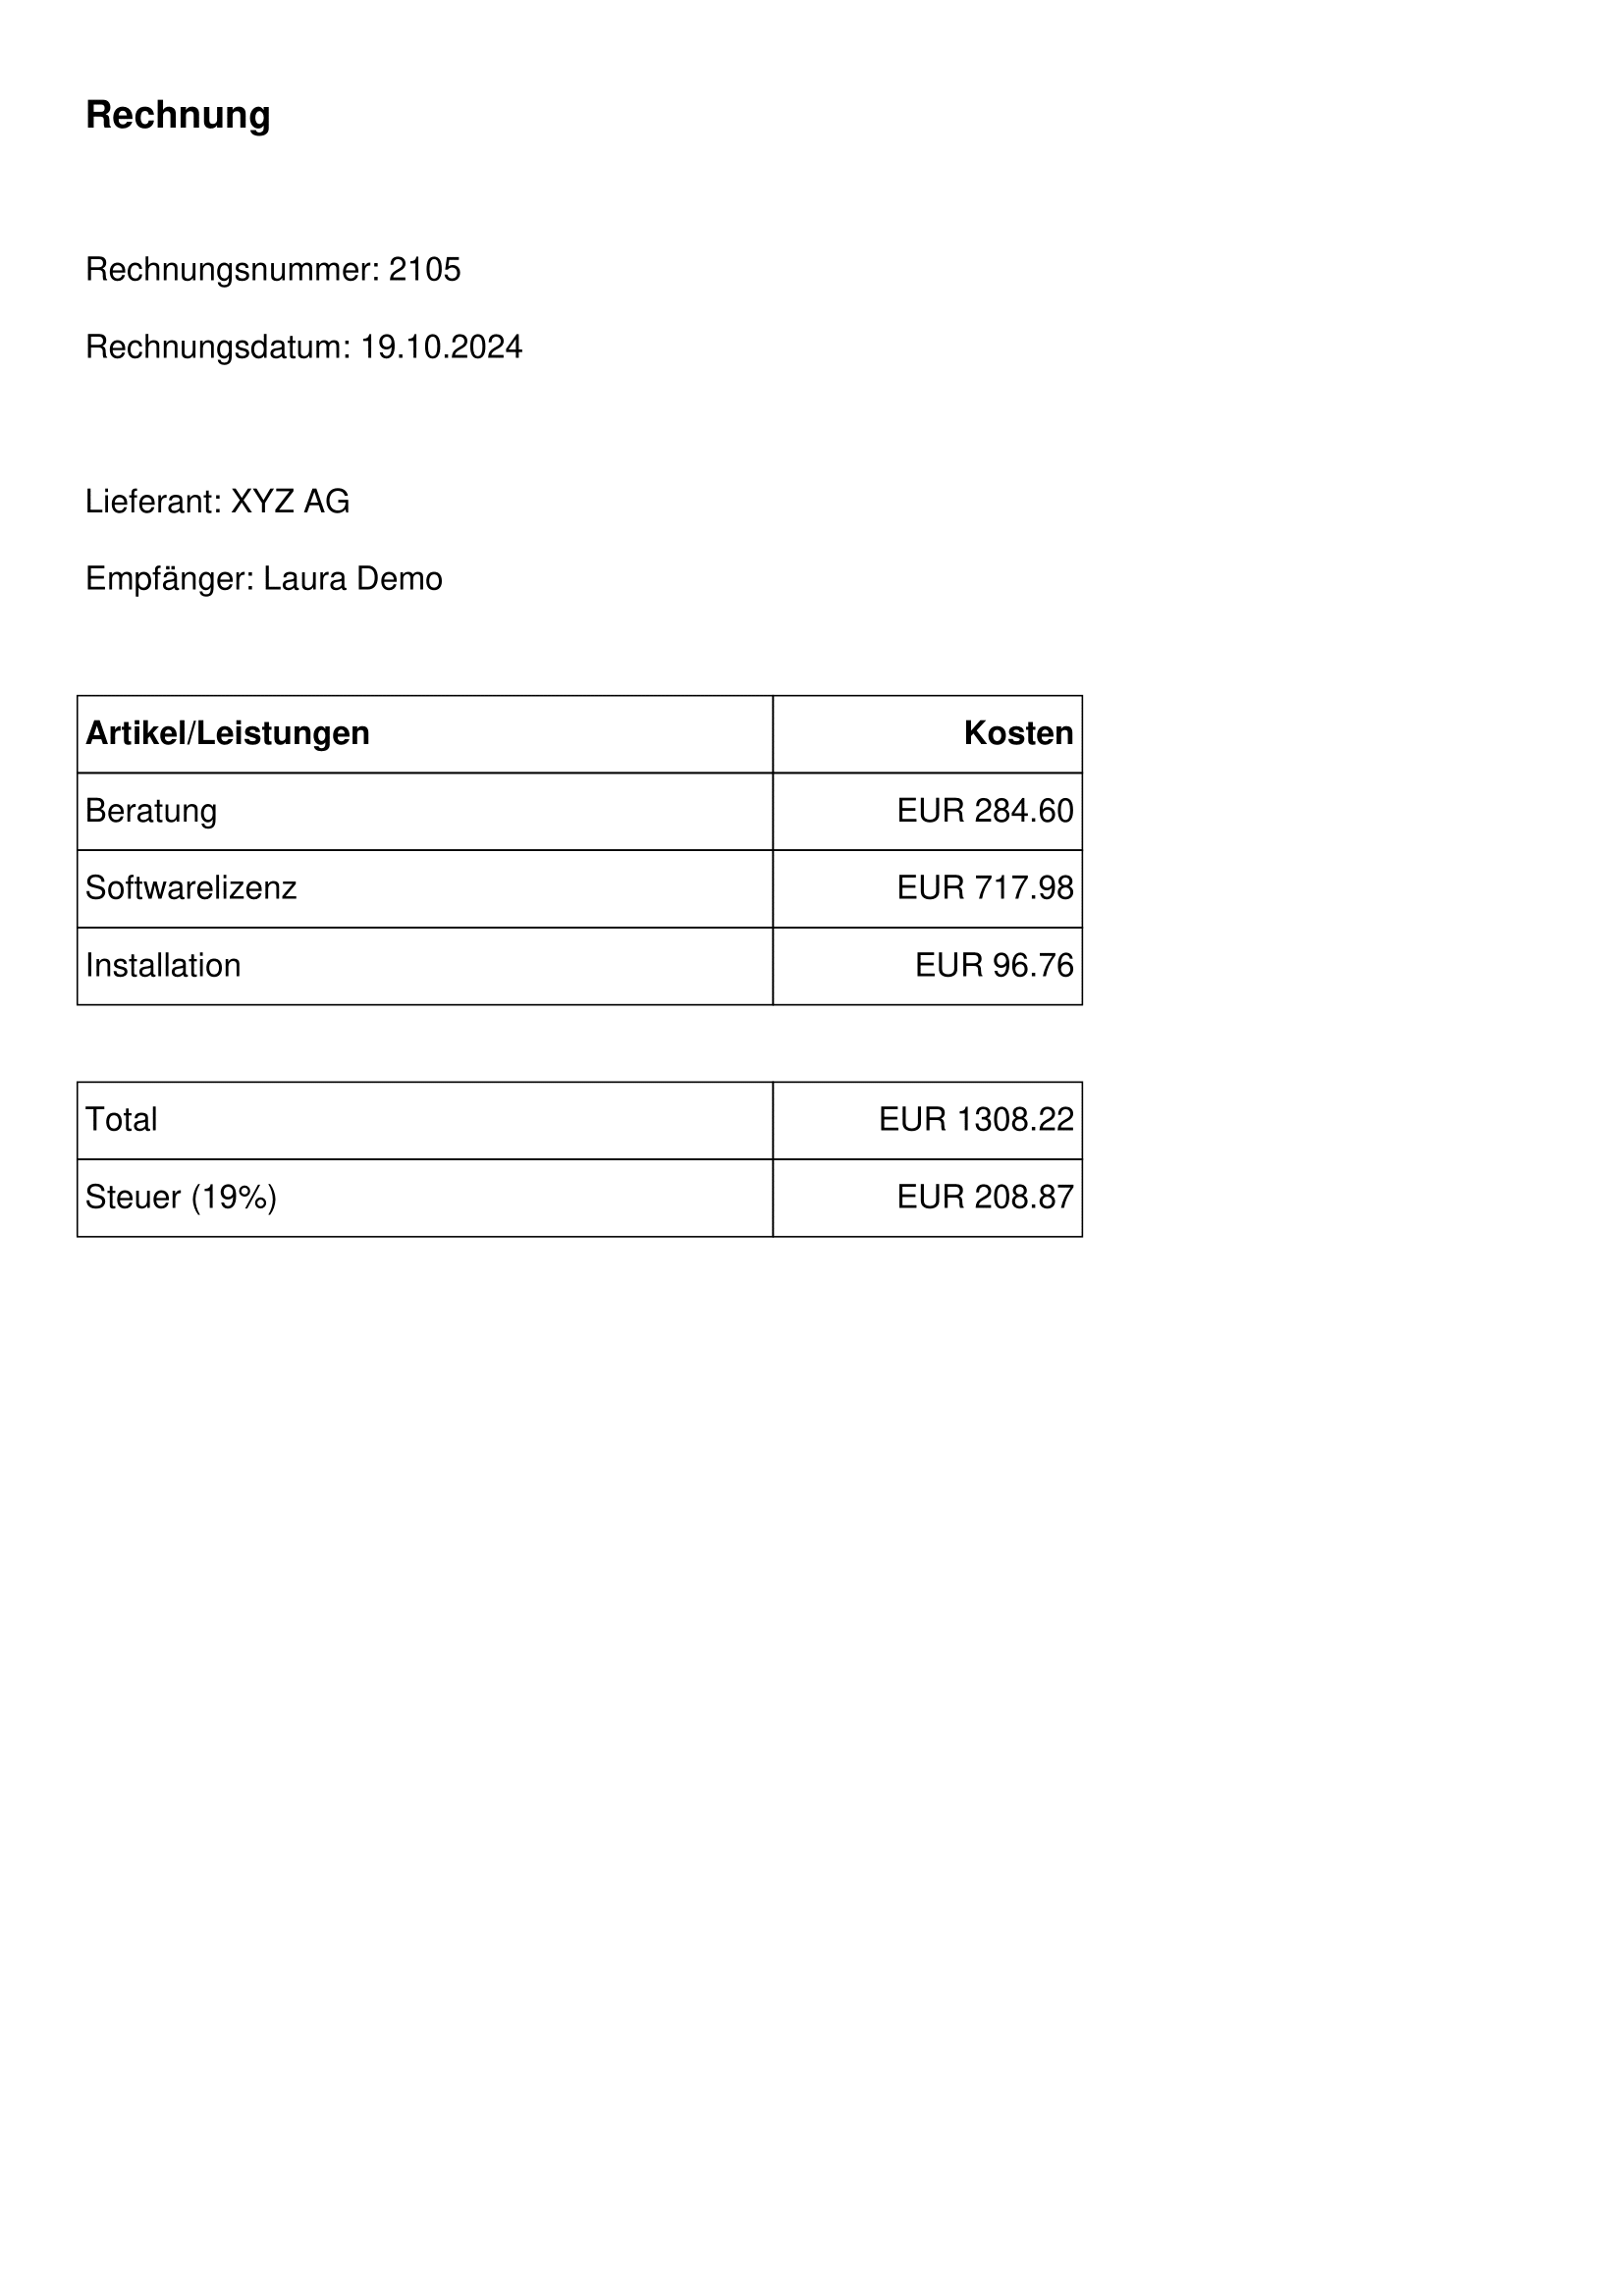 Rechnung
Rechnungsnummer: 2105
Rechnungsdatum: 19.10.2024
Lieferant: XYZ AG
Empfänger: Laura Demo
Artikel/Leistungen Kosten
Beratung EUR 284.60
Softwarelizenz EUR 717.98
Installation EUR 96.76
Total EUR 1308.22
Steuer (19%) EUR 208.87